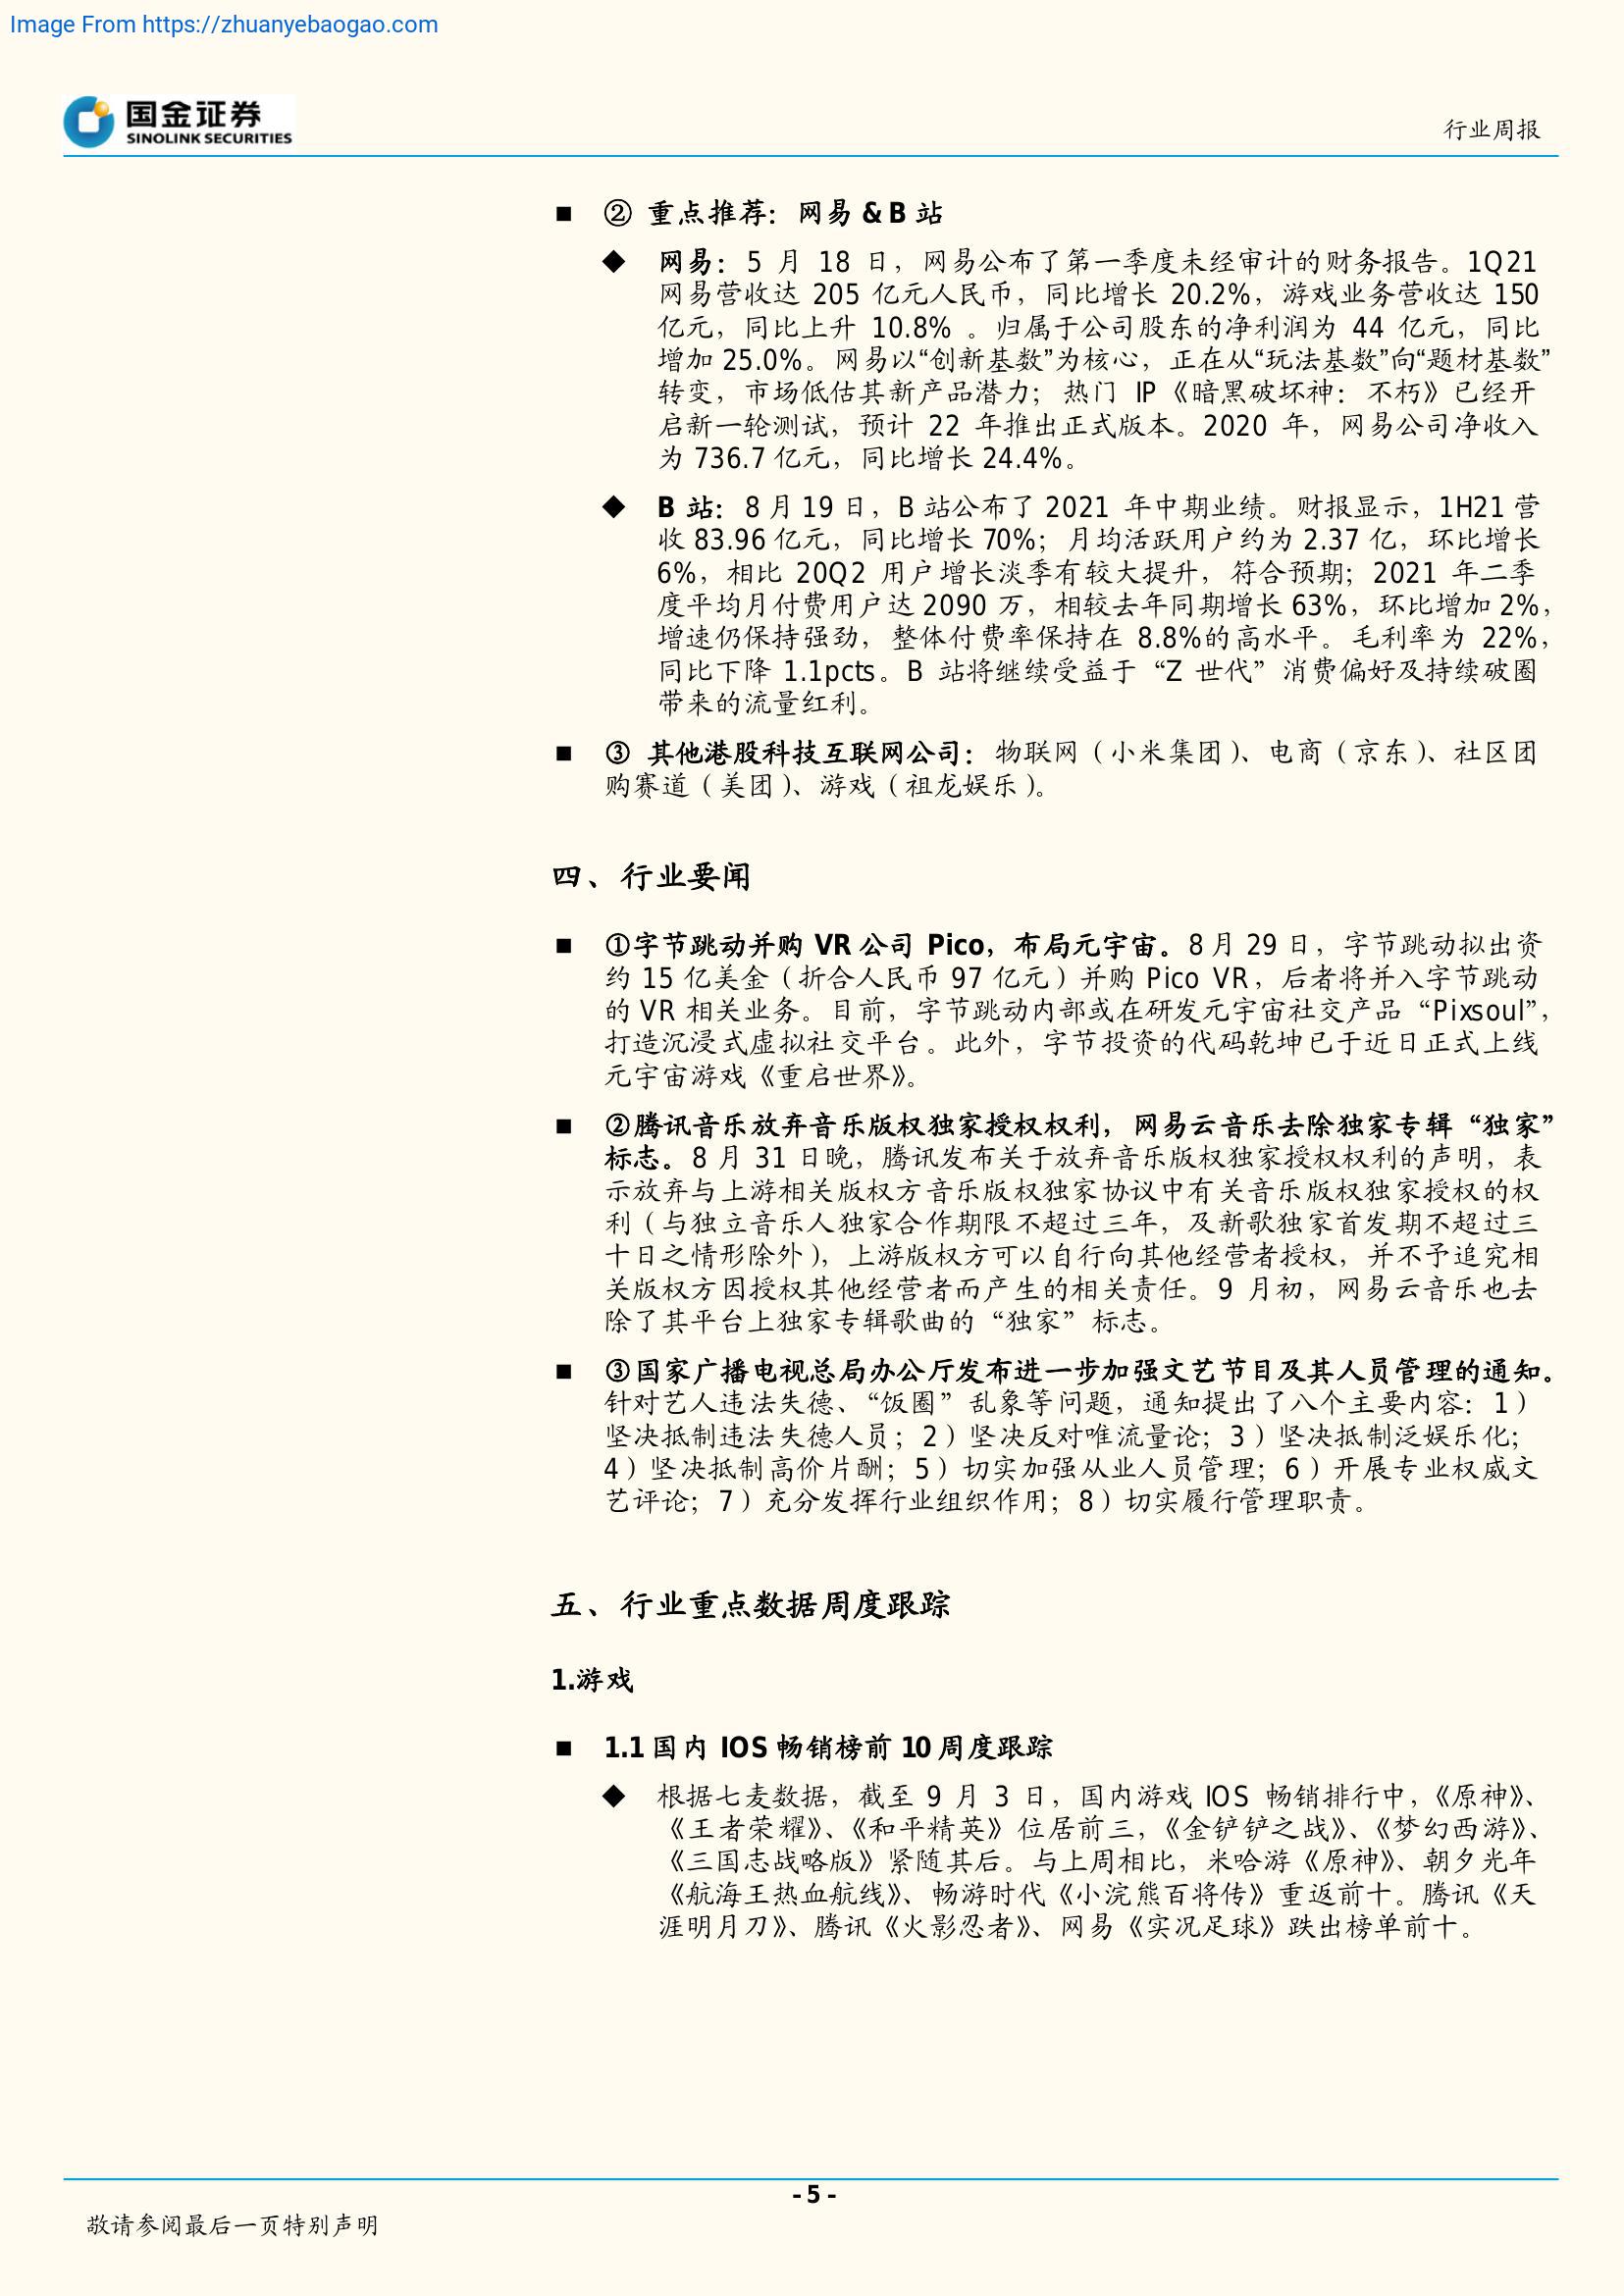 Image From https://zhuanyebaogao.com
国金证券
SINOLINK SECURITIES
行业周报
■ ② 重点推荐：网易 & B 站
◆ 网易：5 月 18 日，网易公布了第一季度未经审计的财务报告。1Q21
网易营收达 205 亿元人民币，同比增长 20.2%，游戏业务营收达 150
亿元，同比上升 10.8% 。归属于公司股东的净利润为 44 亿元，同比
增加 25.0%。网易以“创新基数”为核心，正在从“玩法基数”向“题材基数”
转变，市场低估其新产品潜力；热门 IP《暗黑破坏神：不朽》已经开
启新一轮测试，预计 22 年推出正式版本。2020 年，网易公司净收入
为 736.7 亿元，同比增长 24.4%。
◆ B 站：8 月 19 日，B 站公布了 2021 年中期业绩。财报显示，1H21 营
收 83.96 亿元，同比增长 70%；月均活跃用户约为 2.37 亿，环比增长
6%，相比 20Q2 用户增长淡季有较大提升，符合预期；2021 年二季
度平均月付费用户达 2090 万，相较去年同期增长 63%，环比增加 2%，
增速仍保持强劲，整体付费率保持在 8.8%的高水平。毛利率为 22%，
同比下降 1.1pcts。B 站将继续受益于“Z 世代”消费偏好及持续破圈
带来的流量红利。
■ ③ 其他港股科技互联网公司：物联网（小米集团）、电商（京东）、社区团
购赛道（美团）、游戏（祖龙娱乐）。
四、行业要闻
■ ①字节跳动并购 VR 公司 Pico，布局元宇宙。8 月 29 日，字节跳动拟出资
约 15 亿美金（折合人民币 97 亿元）并购 Pico VR，后者将并入字节跳动
的 VR 相关业务。目前，字节跳动内部或在研发元宇宙社交产品“Pixsoul”，
打造沉浸式虚拟社交平台。此外，字节投资的代码乾坤已于近日正式上线
元宇宙游戏《重启世界》。
■ ②腾讯音乐放弃音乐版权独家授权权利，网易云音乐去除独家专辑“独家”
标志。8 月 31 日晚，腾讯发布关于放弃音乐版权独家授权权利的声明，表
示放弃与上游相关版权方音乐版权独家协议中有关音乐版权独家授权的权
利（与独立音乐人独家合作期限不超过三年，及新歌独家首发期不超过三
十日之情形除外），上游版权方可以自行向其他经营者授权，并不予追究相
关版权方因授权其他经营者而产生的相关责任。9 月初，网易云音乐也去
除了其平台上独家专辑歌曲的“独家”标志。
■ ③国家广播电视总局办公厅发布进一步加强文艺节目及其人员管理的通知。
针对艺人违法失德、“饭圈”乱象等问题，通知提出了八个主要内容：1）
坚决抵制违法失德人员；2）坚决反对唯流量论；3）坚决抵制泛娱乐化；
4）坚决抵制高价片酬；5）切实加强从业人员管理；6）开展专业权威文
艺评论；7）充分发挥行业组织作用；8）切实履行管理职责。
五、行业重点数据周度跟踪
1.游戏
■ 1.1 国内 IOS 畅销榜前 10 周度跟踪
◆ 根据七麦数据，截至 9 月 3 日，国内游戏 IOS 畅销排行中，《原神》、
《王者荣耀》、《和平精英》位居前三，《金铲铲之战》、《梦幻西游》、
《三国志战略版》紧随其后。与上周相比，米哈游《原神》、朝夕光年
《航海王热血航线》、畅游时代《小浣熊百将传》重返前十。腾讯《天
涯明月刀》、腾讯《火影忍者》、网易《实况足球》跌出榜单前十。
- 5 -
敬请参阅最后一页特别声明